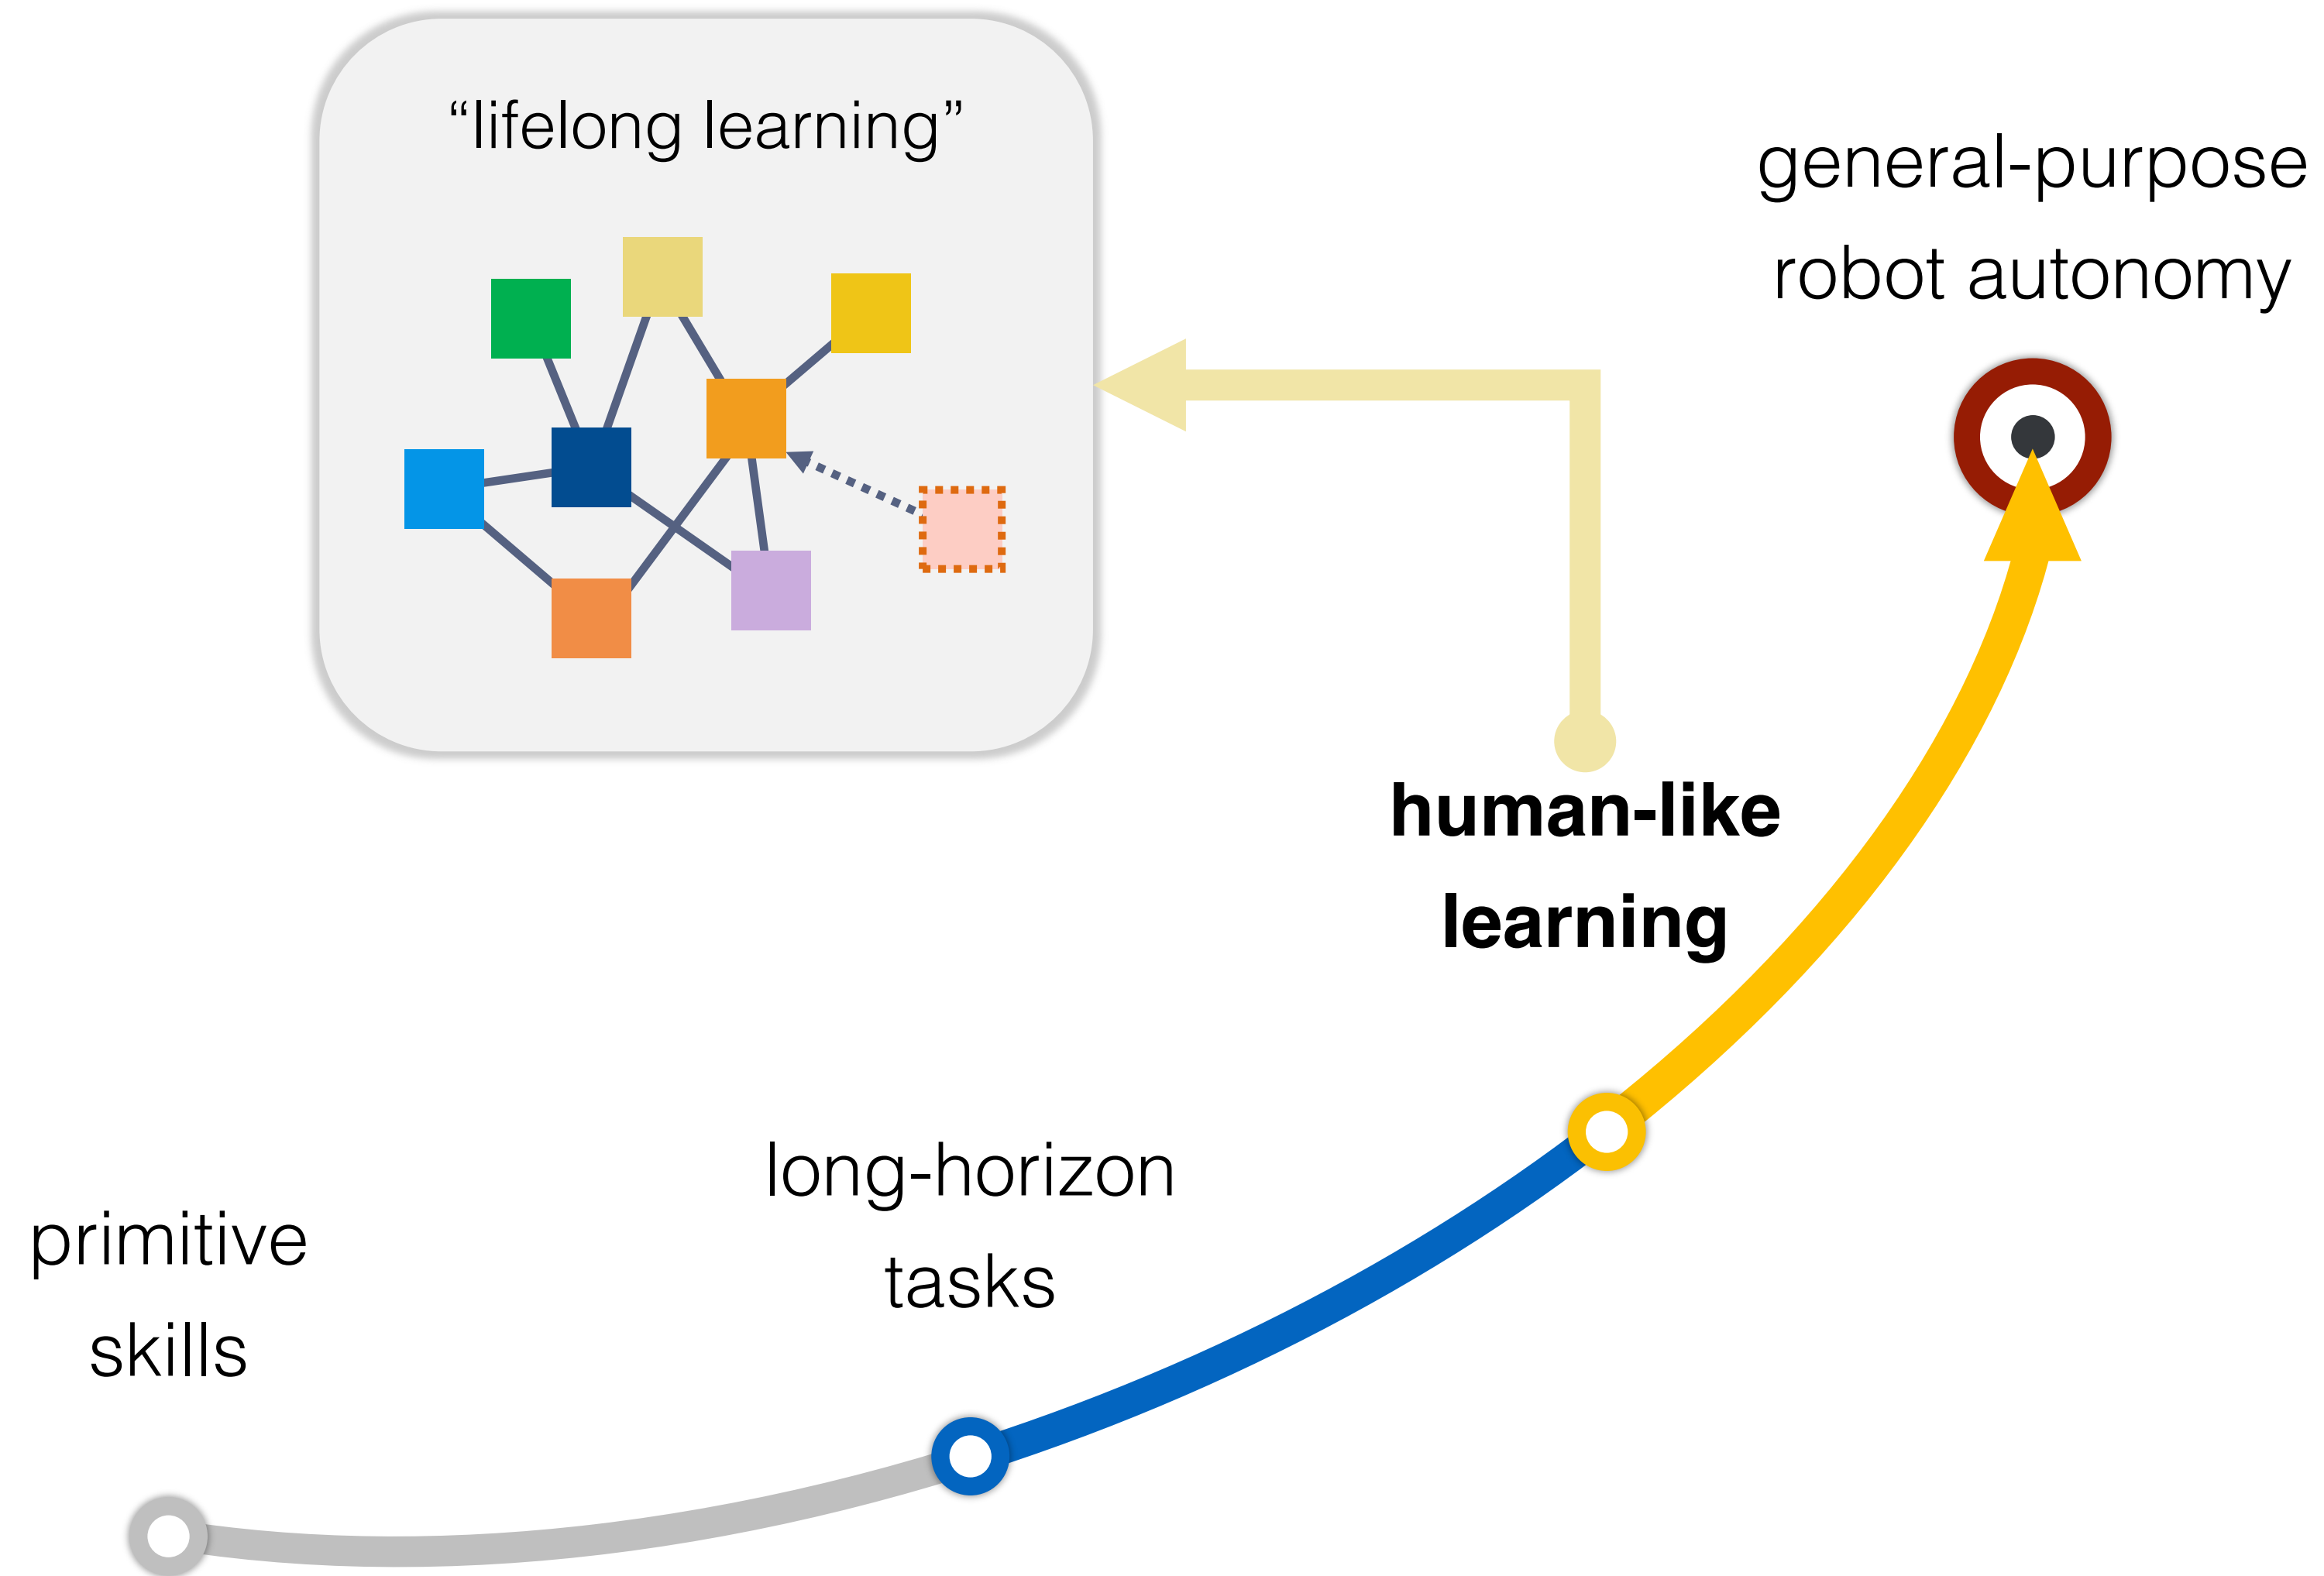 “lifelong learning”
general-purpose
robot autonomy
human-like
learning
long-horizon
tasks
primitive
skills